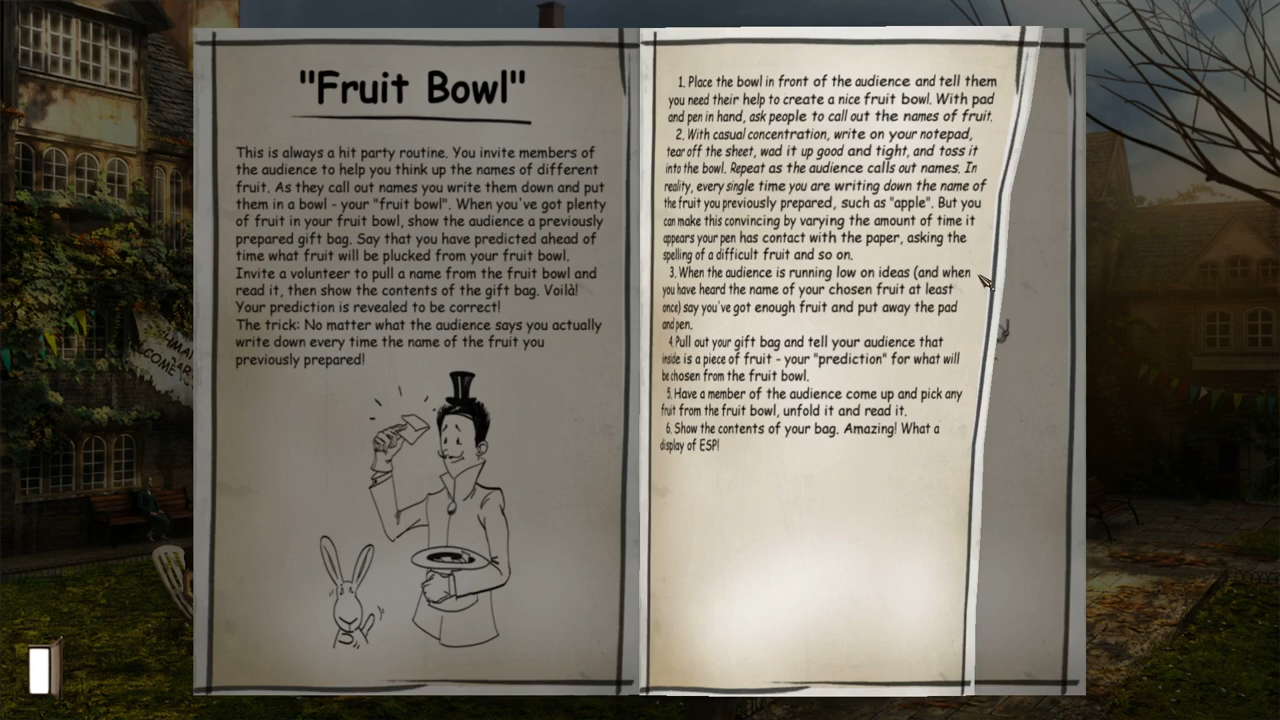 "Fruit Bowl"
This is always a hit party routine. You invite members of
the audience to help you think up the names of different
fruit. As they call out names you write them down and put
them in a bowl - your "fruit bowl". When you've got plenty
of fruit in your fruit bowl, show the audience a previously
prepared gift bag. Say that you have predicted ahead of
time what fruit will be plucked from your fruit bowl.
Invite a volunteer to pull a name from the fruit bowl and
read it, then show the contents of the gift bag. Voilà!
Your prediction is revealed to be correct!
The trick: No matter what the audience says you actually
write down every time the name of the fruit you
previously prepared!
1. Place the bowl in front of the audience and tell them
you need their help to create a nice fruit bowl. With pad
and pen in hand, ask people to call out the names of fruit.
2. With casual concentration, write on your notepad,
tear off the sheet, wad it up good and tight, and toss it
into the bowl. Repeat as the audience calls out names. In
reality, every single time you are writing down the name of
the fruit you previously prepared, such as "apple". But you
can make this convincing by varying the amount of time it
appears your pen has contact with the paper, asking the
spelling of a difficult fruit and so on.
3. When the audience is running low on ideas (and when
you have heard the name of your chosen fruit at least
once) say you've got enough fruit and put away the pad
and pen.
4. Pull out your gift bag and tell your audience that
inside is a piece of fruit - your "prediction" for what will
be chosen from the fruit bowl.
5. Have a member of the audience come up and pick any
fruit from the fruit bowl, unfold it and read it.
6. Show the contents of your bag. Amazing! What a
display of ESP!